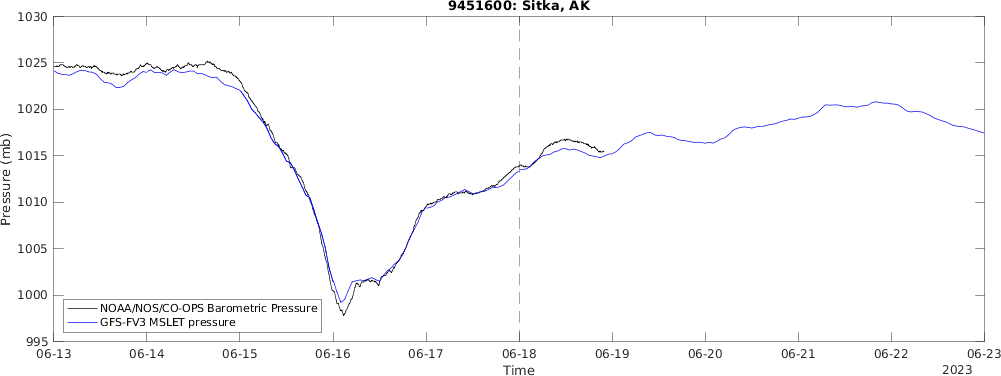 9451600: Sitka, AK
1030
1025
1020
1015
1010
1005
1000
995
Pressure (mb)
NOAA/NOS/CO-OPS Barometric Pressure
GFS-FV3 MSLET pressure
06-13 06-14 06-15 06-16 06-17 06-18 06-19 06-20 06-21 06-22 06-23
Time
2023